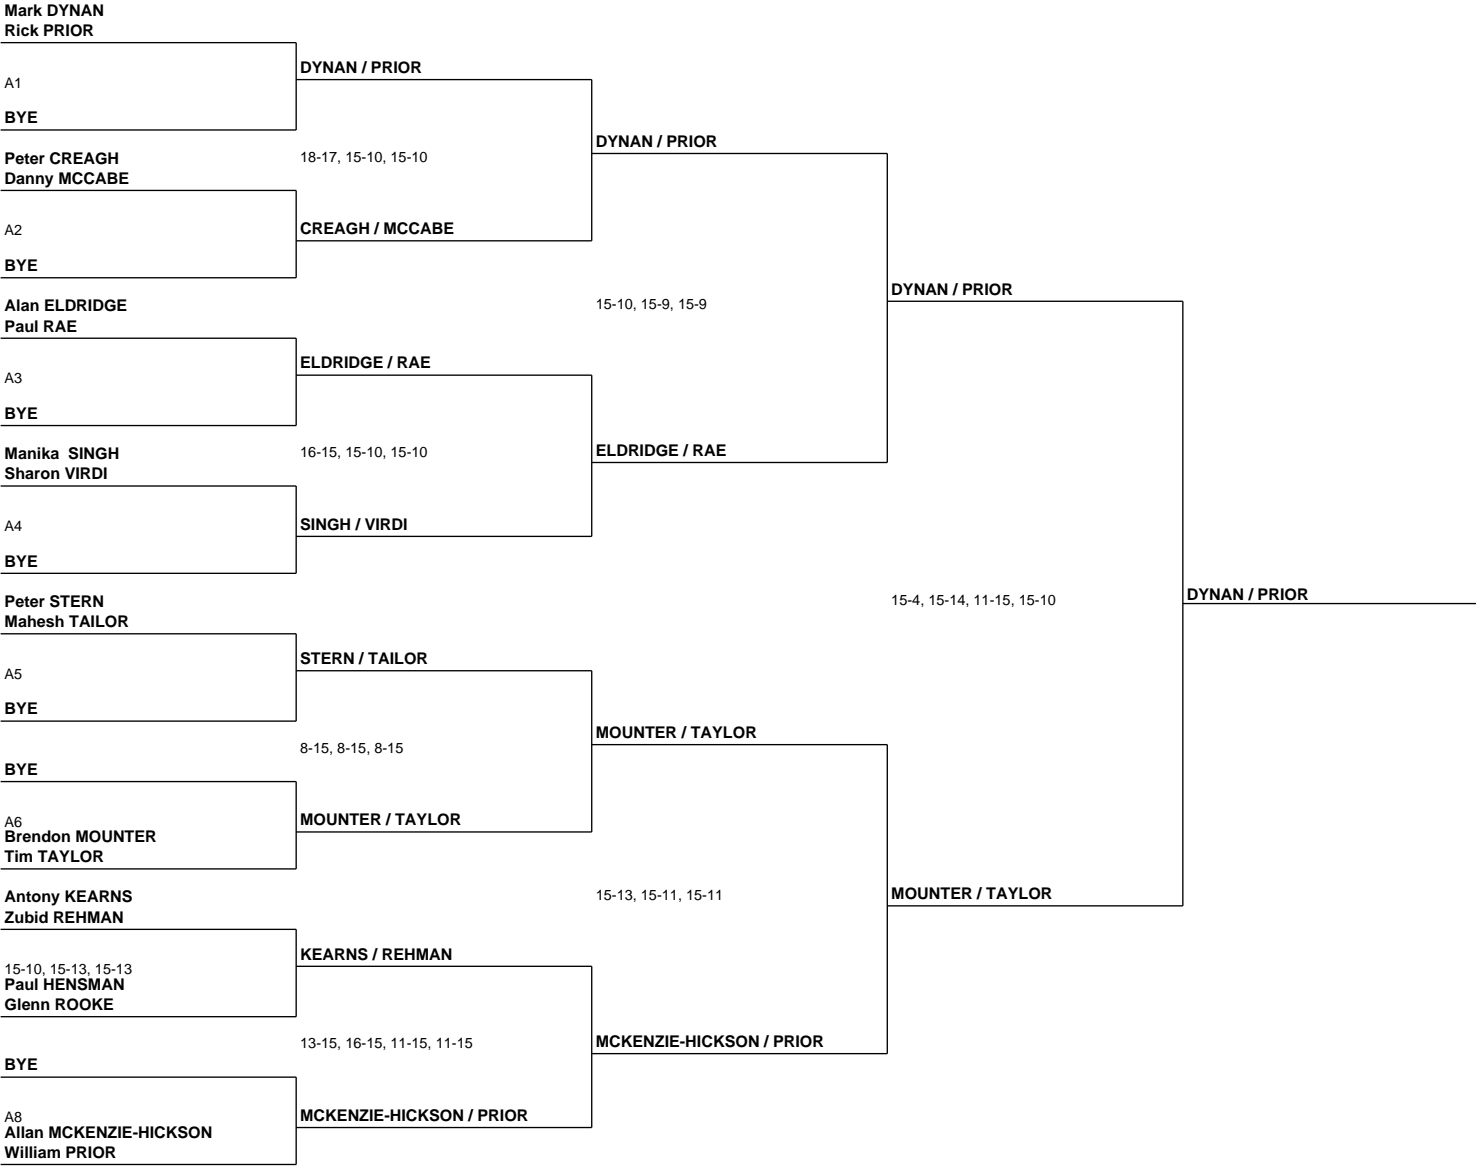 Mark DYNAN
Rick PRIOR
A1
BYE
Peter CREAGH
Danny MCCABE
A2
BYE
Alan ELDRIDGE
Paul RAE
A3
BYE
Manika  SINGH
Sharon VIRDI
A4
BYE
Peter STERN
Mahesh TAILOR
A5
BYE
BYE
A6
Brendon MOUNTER
Tim TAYLOR
Antony KEARNS
Zubid REHMAN
15-10, 15-13, 15-13
Paul HENSMAN
Glenn ROOKE
BYE
A8
Allan MCKENZIE-HICKSON
William PRIOR
DYNAN / PRIOR
18-17, 15-10, 15-10
CREAGH / MCCABE
ELDRIDGE / RAE
16-15, 15-10, 15-10
SINGH / VIRDI
STERN / TAILOR
8-15, 8-15, 8-15
MOUNTER / TAYLOR
KEARNS / REHMAN
13-15, 16-15, 11-15, 11-15
MCKENZIE-HICKSON / PRIOR
DYNAN / PRIOR
15-10, 15-9, 15-9
ELDRIDGE / RAE
MOUNTER / TAYLOR
15-13, 15-11, 15-11
MCKENZIE-HICKSON / PRIOR
DYNAN / PRIOR
15-4, 15-14, 11-15, 15-10
MOUNTER / TAYLOR
DYNAN / PRIOR